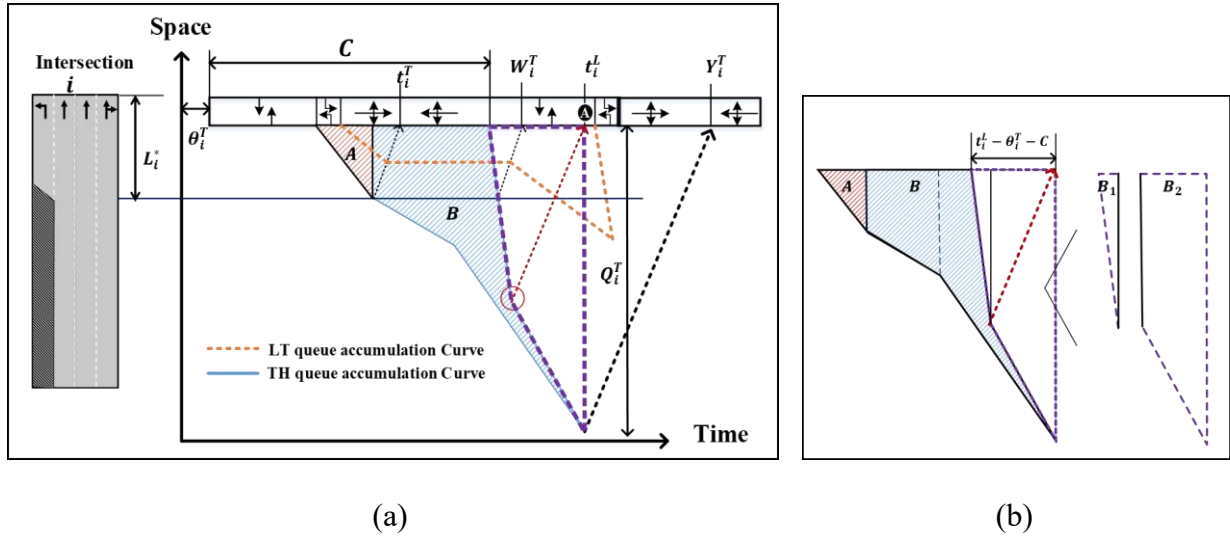 Space
Intersection
i
C
t_i^T
W_i^T
t_i^L
Y_i^T
θ_i^T
A
L_i^*
A
B
Q_i^T
LT queue accumulation Curve
TH queue accumulation Curve
Time
(a)
t_i^L − θ_i^T − C
A
B
B_1
B_2
(b)